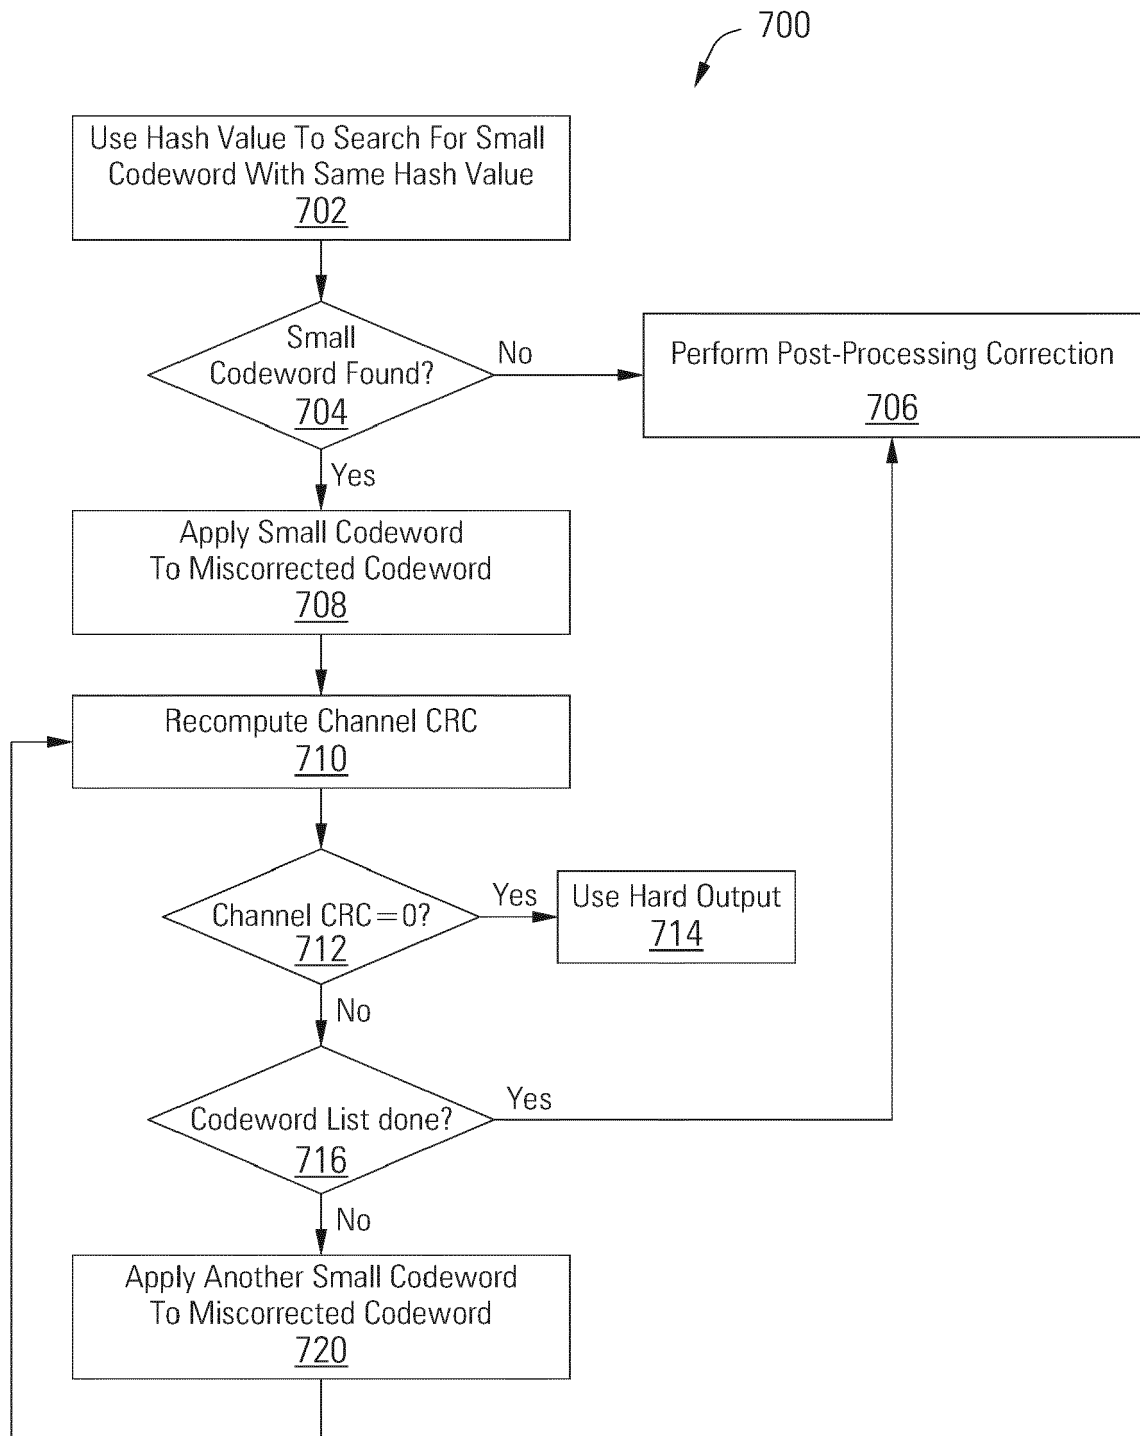 700
Use Hash Value To Search For Small
Codeword With Same Hash Value
702
Small
Codeword Found?
704
No
Perform Post-Processing Correction
706
Yes
Apply Small Codeword
To Miscorrected Codeword
708
Recompute Channel CRC
710
Channel CRC=0?
712
Yes
Use Hard Output
714
No
Codeword List done?
716
Yes
No
Apply Another Small Codeword
To Miscorrected Codeword
720